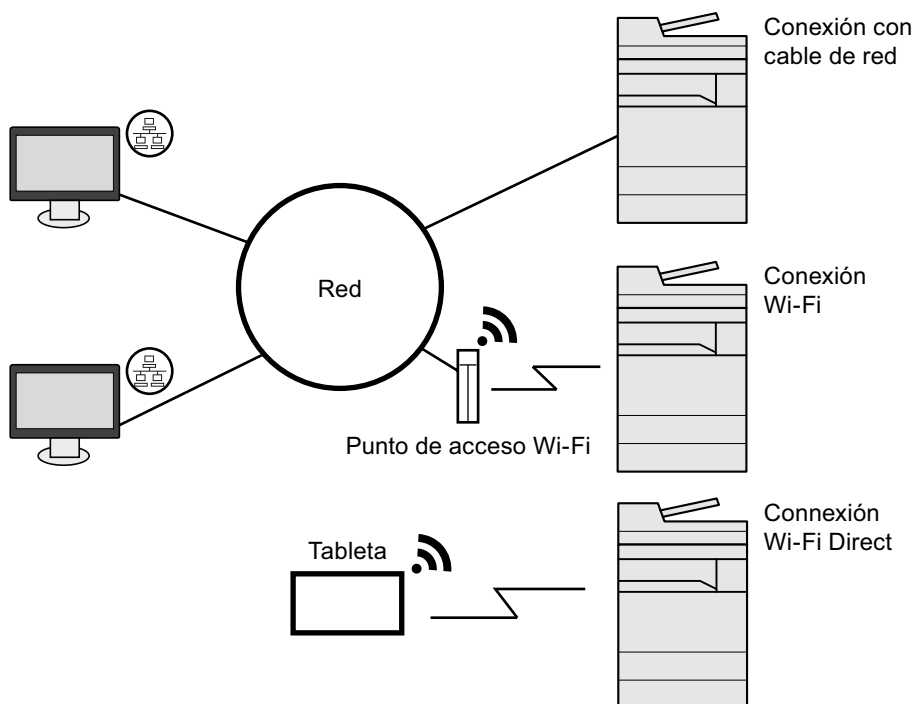 Conexión con
cable de red
Red
Conexión
Wi-Fi
Punto de acceso Wi-Fi
Tableta
Connexión
Wi-Fi Direct